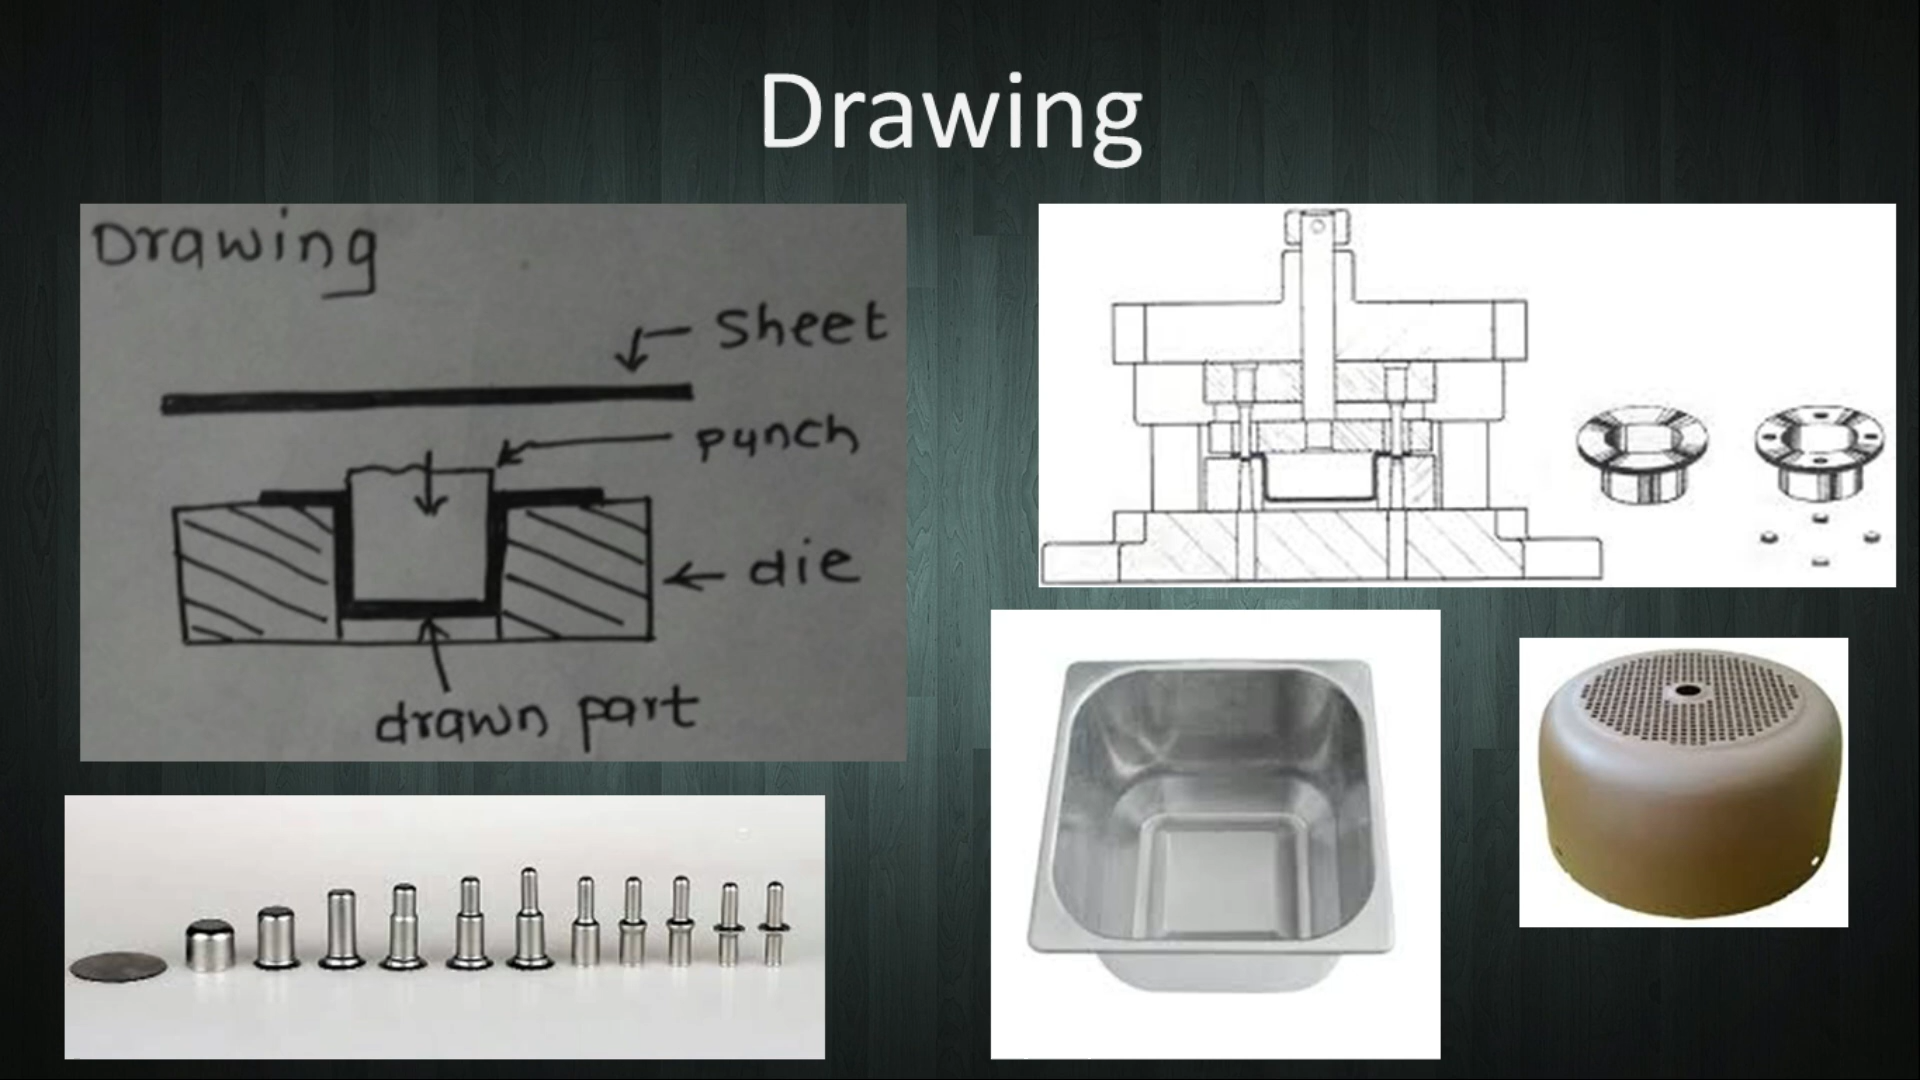 Drawing
Drawing
Sheet
punch
die
drawn part